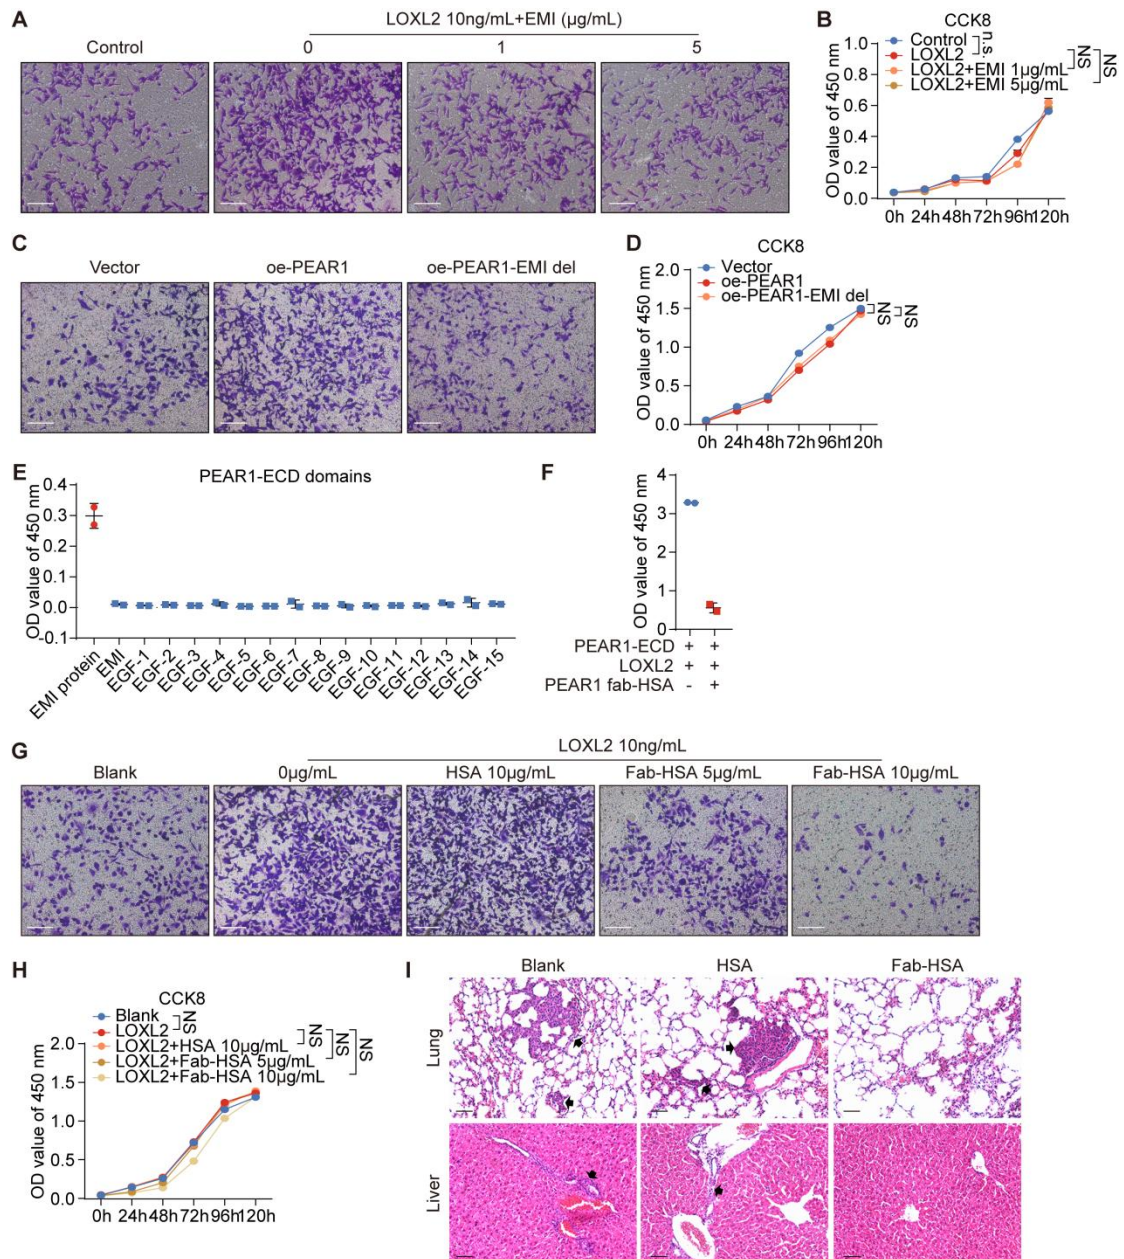 A
LOXL2 10ng/mL+EMI (μg/mL)
Control
0
1
5
B
CCK8
Control
LOXL2
LOXL2+EMI 1μg/mL
LOXL2+EMI 5μg/mL
n.s.
NS
NS
OD value of 450 nm
1.0
0.8
0.6
0.4
0.2
0.0
0h 24h 48h 72h 96h 120h
C
Vector
oe-PEAR1
oe-PEAR1-EMI del
D
CCK8
Vector
oe-PEAR1
oe-PEAR1-EMI del
NS
NS
OD value of 450 nm
2.0
1.5
1.0
0.5
0.0
0h 24h 48h 72h 96h 120h
E
PEAR1-ECD domains
OD value of 450 nm
0.4
0.3
0.2
0.1
0.0
-0.1
EMI protein
EMI
EGF-1
EGF-2
EGF-3
EGF-4
EGF-5
EGF-6
EGF-7
EGF-8
EGF-9
EGF-10
EGF-11
EGF-12
EGF-13
EGF-14
EGF-15
F
OD value of 450 nm
4
3
2
1
0
PEAR1-ECD + +
LOXL2 + +
PEAR1 fab-HSA - +
G
LOXL2 10ng/mL
Blank
0μg/mL
HSA 10μg/mL
Fab-HSA 5μg/mL
Fab-HSA 10μg/mL
H
CCK8
Blank
LOXL2
LOXL2+HSA 10μg/mL
LOXL2+Fab-HSA 5μg/mL
LOXL2+Fab-HSA 10μg/mL
NS
NS
NS
NS
OD value of 450 nm
2.0
1.5
1.0
0.5
0.0
0h 24h 48h 72h 96h 120h
I
Blank
HSA
Fab-HSA
Lung
Liver